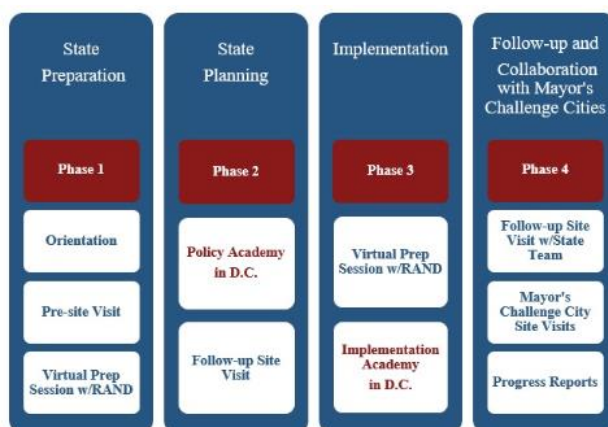 State
Preparation
Phase 1
Orientation
Pre-site Visit
Virtual Prep
Session w/RAND
State
Planning
Phase 2
Policy Academy
in D.C.
Follow-up Site
Visit
Implementation
Phase 3
Virtual Prep
Session w/RAND
Implementation
Academy
in D.C.
Follow-up and
Collaboration
with Mayor's
Challenge Cities
Phase 4
Follow-up Site
Visit w/State
Team
Mayor's
Challenge City
Site Visits
Progress Reports